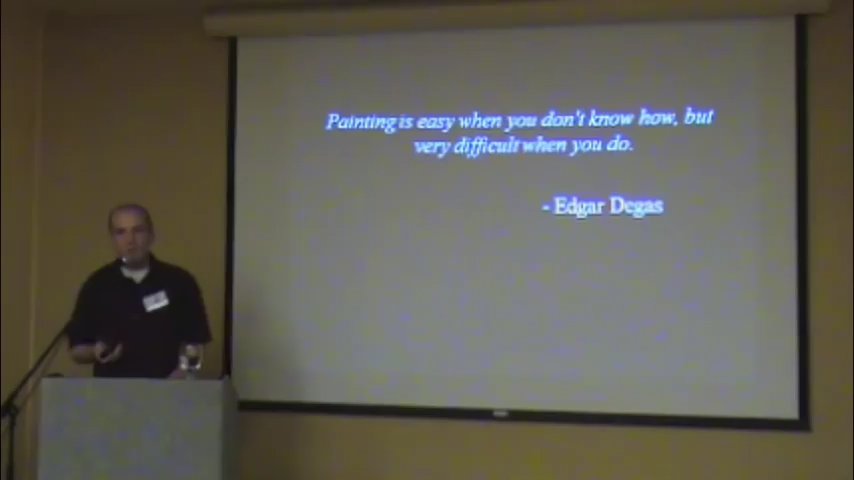 Painting is easy when you don't know how, but
very difficult when you do.
- Edgar Degas